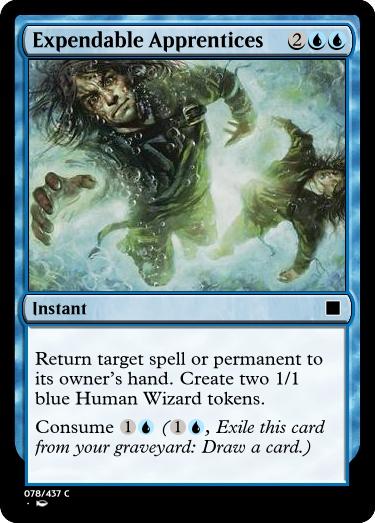 Expendable Apprentices 2
Instant
Return target spell or permanent to
its owner's hand. Create two 1/1
blue Human Wizard tokens.
Consume 1 (1, Exile this card
from your graveyard: Draw a card.)
078/437 C